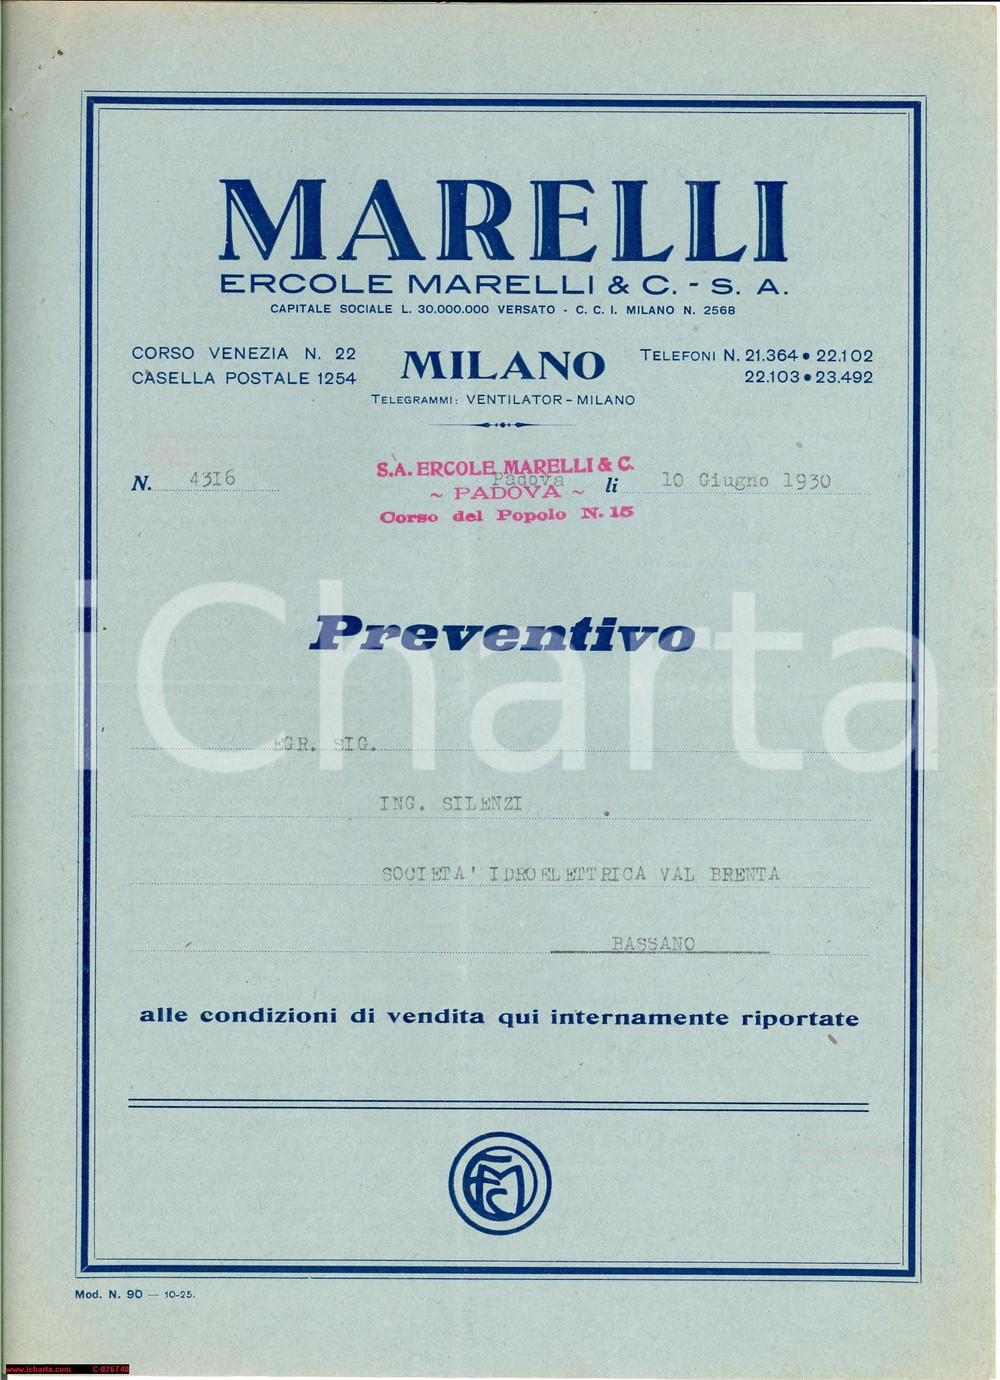 MARELLI
ERCOLE MARELLI & C. - S. A.
CAPITALE SOCIALE L. 30.000.000 VERSATO - C. C. I. MILANO N. 2568
CORSO VENEZIA N. 22
CASELLA POSTALE 1254
MILANO
TELEGRAMMI: VENTILATOR - MILANO
TELEFONI N. 21.364 • 22.102
22.103 • 23.492
S.A. ERCOLE MARELLI & C.
~ PADOVA ~
Corso del Popolo N. 15
N. 4316 Padova li 10 Giugno 1930
Preventivo
iCharta
EGR. SIG.
ING. SILENZI
SOCIETA' IDROELETTRICA VAL BRENTA
BASSANO
alle condizioni di vendita qui internamente riportate
Mod. N. 90 — 10-25.
www.icharta.com C-026740